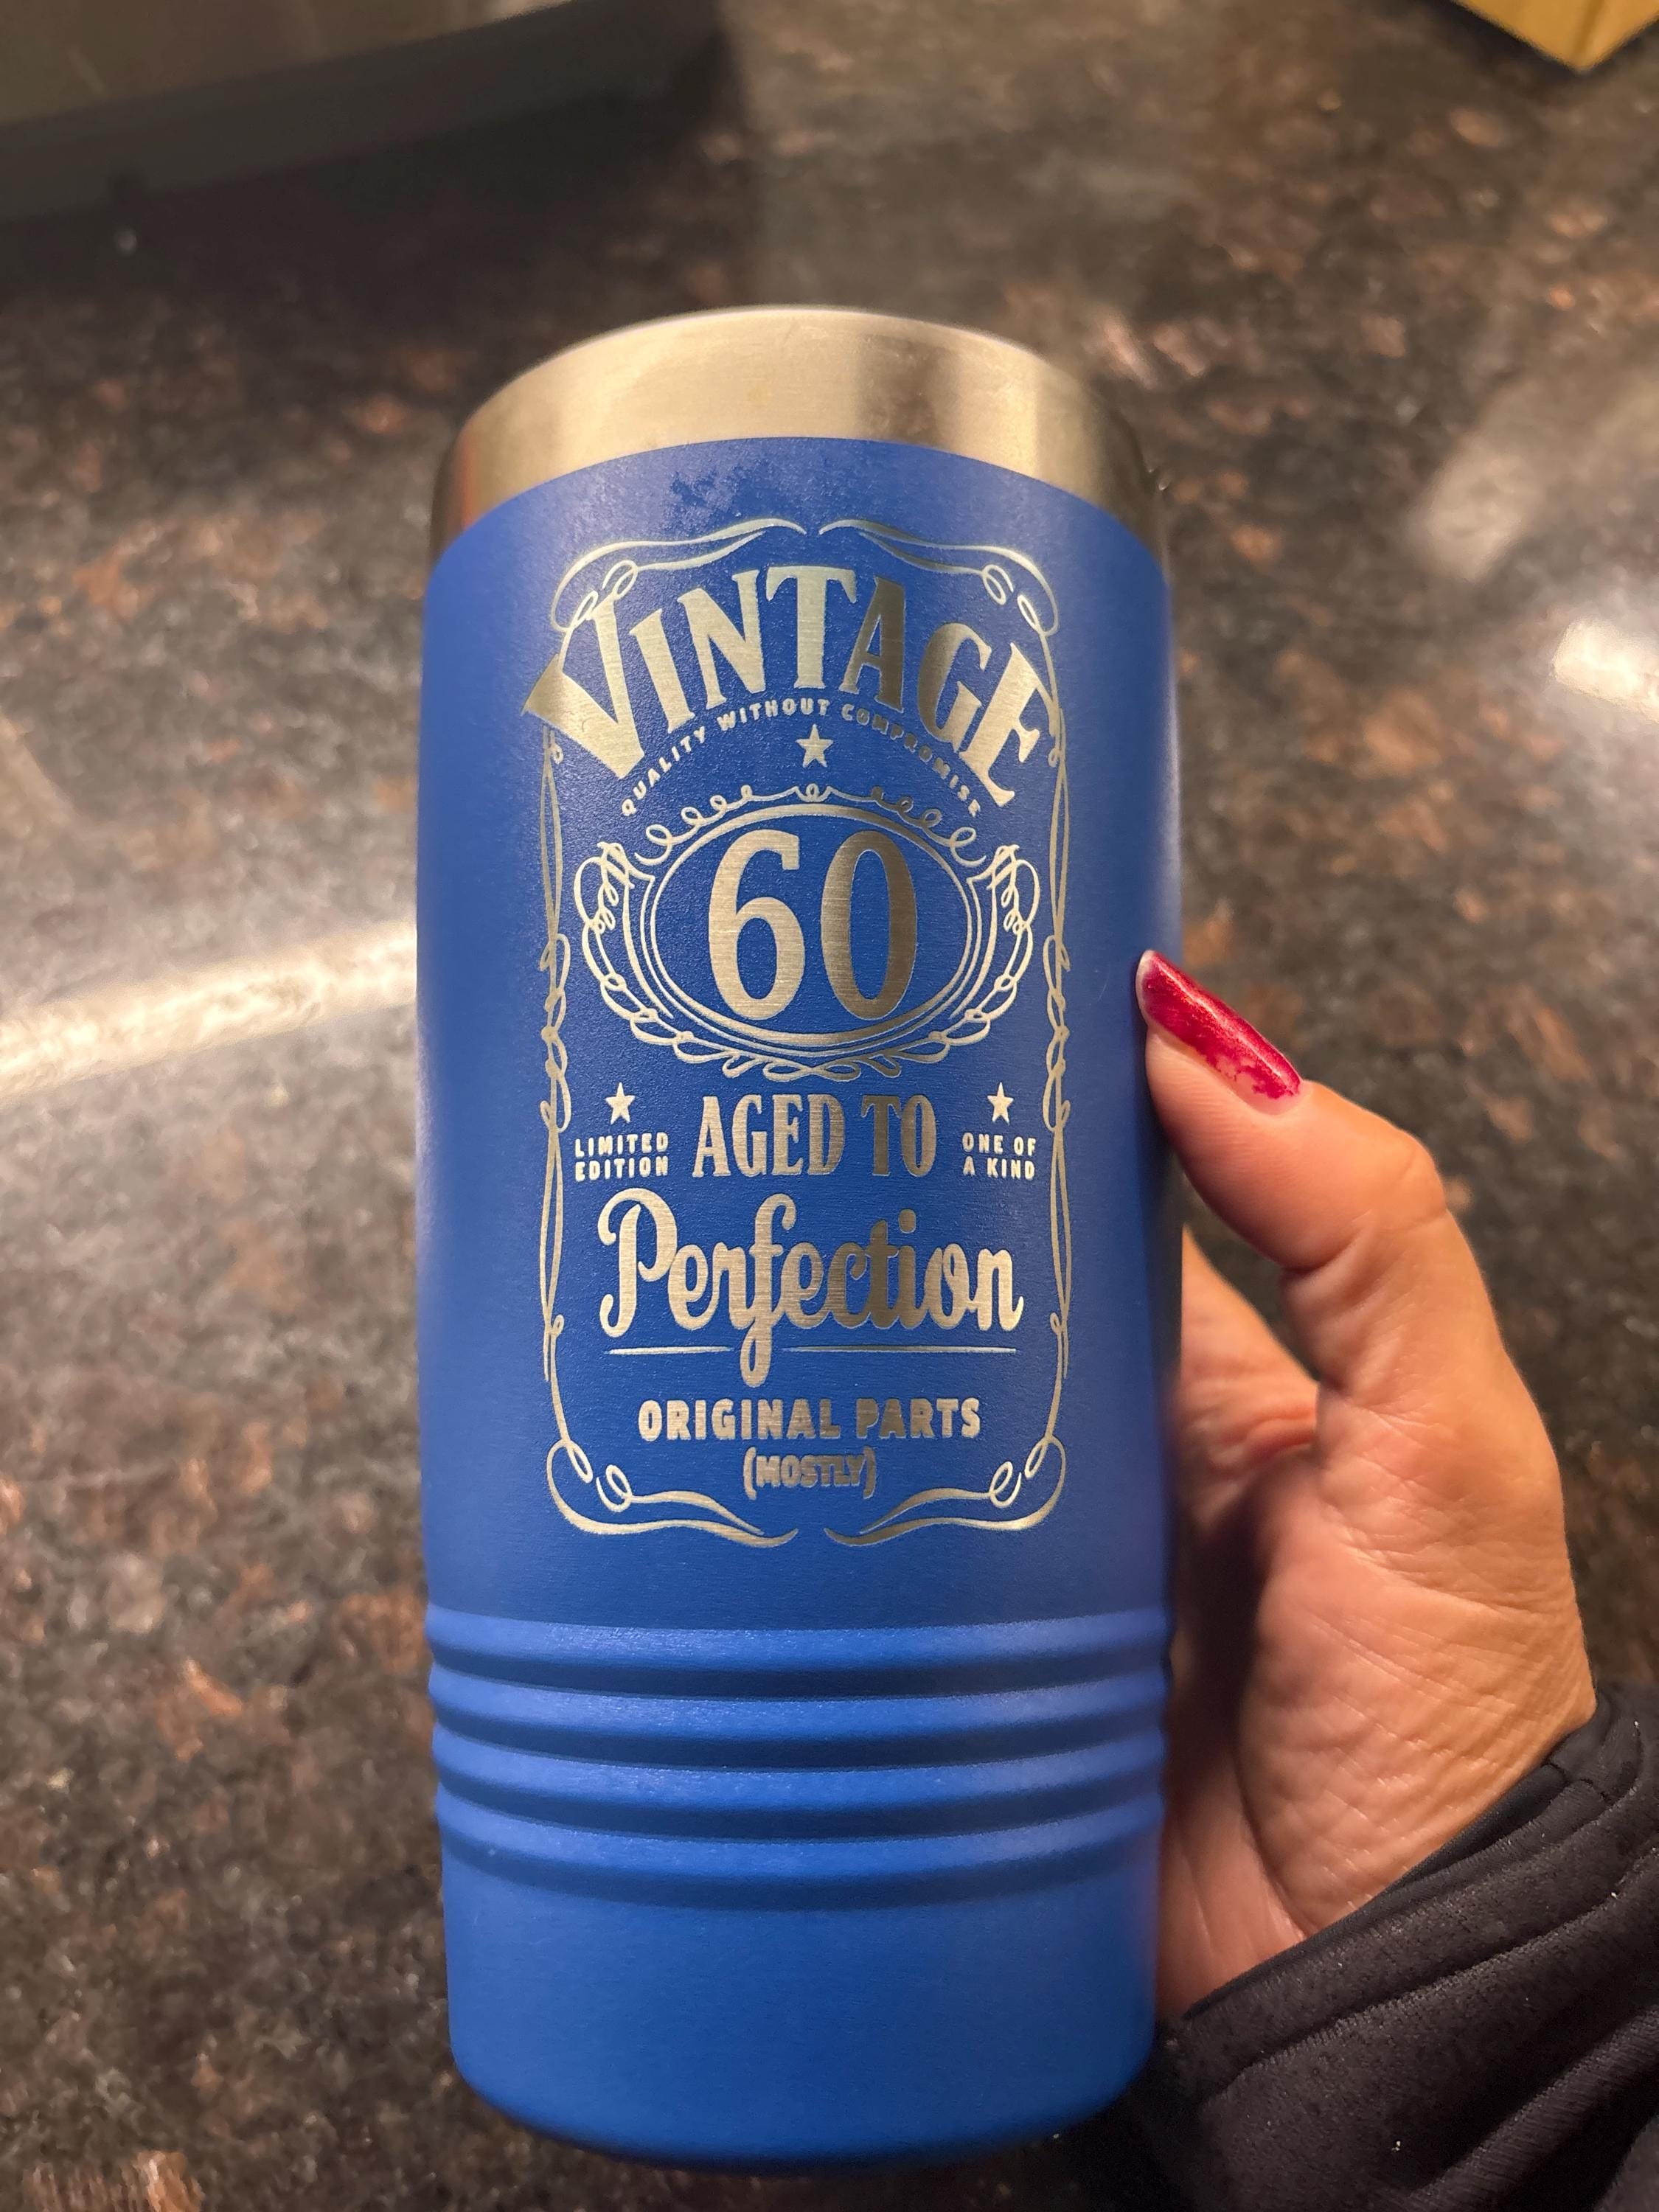 VINTAGE
QUALITY WITHOUT COMPROMISE
60
LIMITED
EDITION
AGED TO
ONE OF
A KIND
Perfection
ORIGINAL PARTS
(MOSTLY)